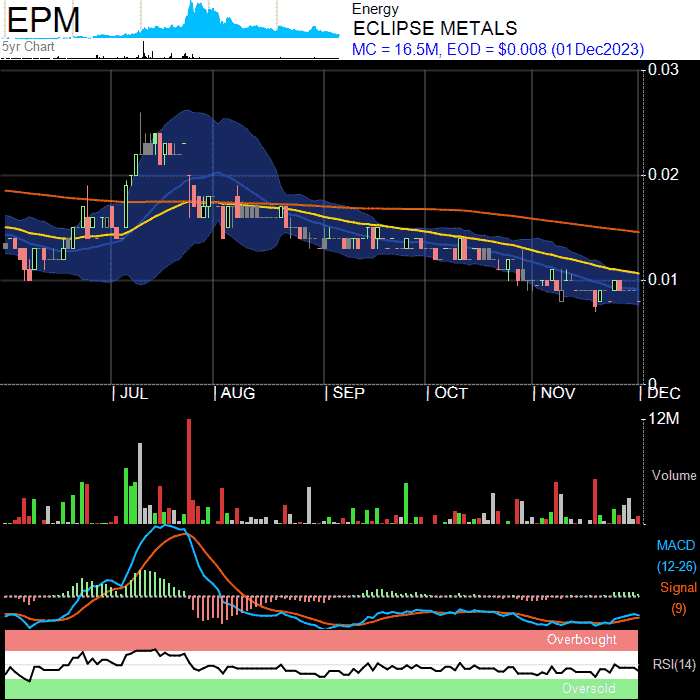 EPM
5yr Chart
Energy
ECLIPSE METALS
MC = 16.5M, EOD = $0.008 (01Dec2023)
0.03
0.02
0.01
0
JUL AUG SEP OCT NOV DEC
12M
Volume
MACD
(12-26)
Signal
(9)
Overbought
RSI(14)
Oversold